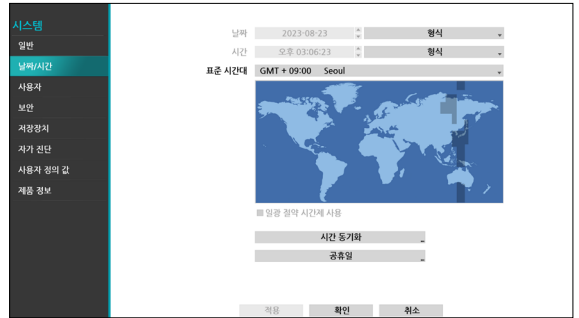 시스템
일반
날짜/시간
사용자
보안
저장장치
자가 진단
사용자 정의 값
제품 정보
날짜 2023-08-23 형식
시간 오후 03:06:23 형식
표준 시간대 GMT + 09:00 Seoul
일광 절약 시간제 사용
시간 동기화
공휴일
적용 확인 취소